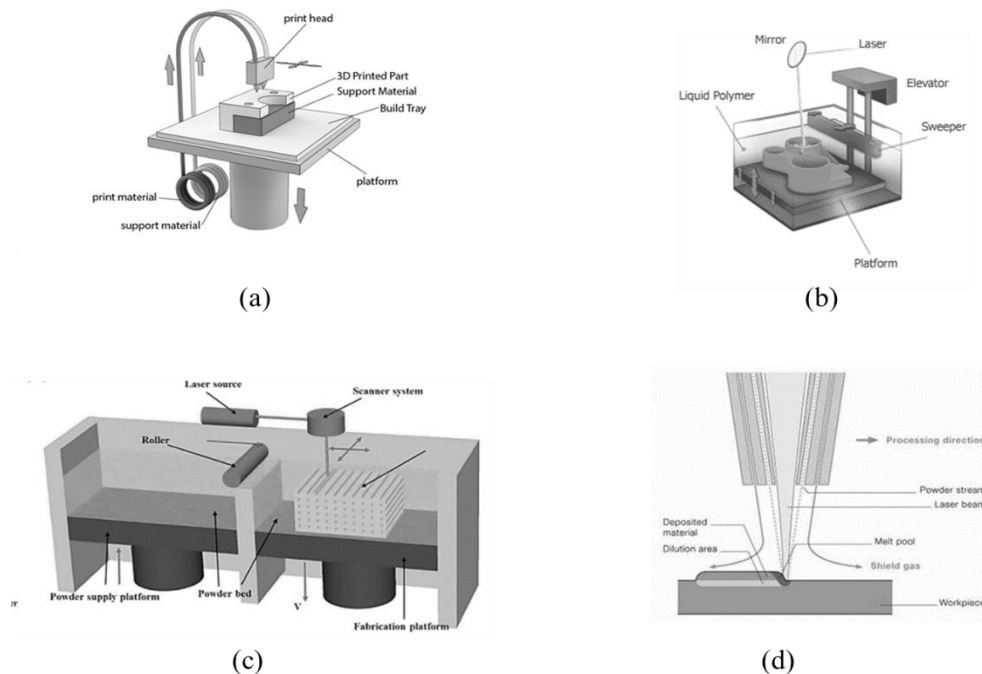 print head
3D Printed Part
Support Material
Build Tray
platform
print material
support material
(a)
Mirror
Laser
Liquid Polymer
Elevator
Sweeper
Platform
(b)
Laser source
Scanner system
Roller
Powder supply platform
Powder bed
V
Fabrication platform
(c)
Processing direction
Powder stream
Laser beam
Deposited
material
Dilution area
Melt pool
Shield gas
Workpiece
(d)